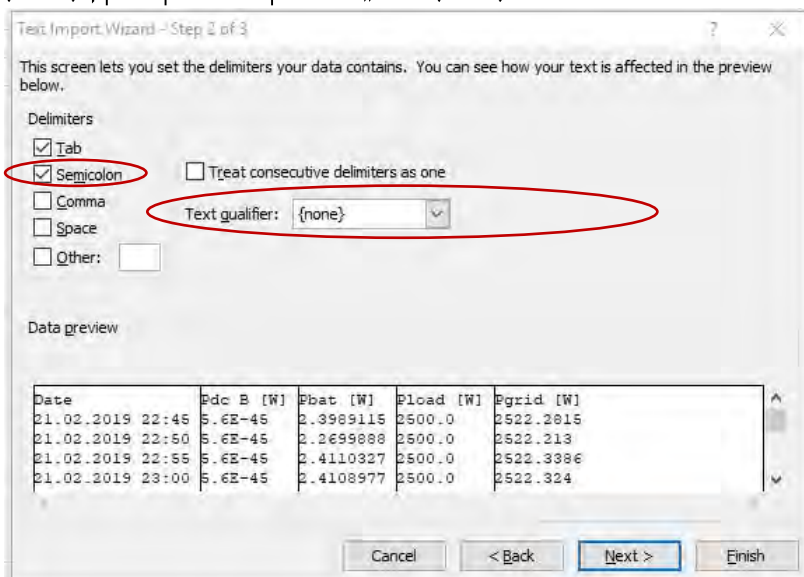 Text Import Wizard - Step 2 of 3
This screen lets you set the delimiters your data contains. You can see how your text is affected in the preview
below.
Delimiters
Tab
Semicolon
Treat consecutive delimiters as one
Comma
Text qualifier: {none}
Space
Other:
Data preview
Date Pdc B [W] Pbat [W] Pload [W] Pgrid [W]
21.02.2019 22:45 5.6E-45 2.3989115 2500.0 2522.2815
21.02.2019 22:50 5.6E-45 2.2699888 2500.0 2522.213
21.02.2019 22:55 5.6E-45 2.4110327 2500.0 2522.3386
21.02.2019 23:00 5.6E-45 2.4108977 2500.0 2522.324
Cancel < Back Next > Finish